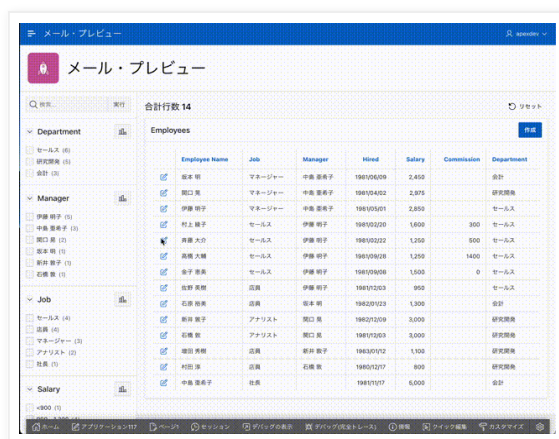 メール・プレビュー
apexdev
メール・プレビュー
検索...
実行
合計行数 14
リセット
Department
セールス (6)
研究開発 (5)
会計 (3)
Manager
伊藤 明子 (5)
中島 亜希子 (3)
関口 晃 (2)
坂本 明 (1)
新井 敦子 (1)
石橋 敦 (1)
Job
セールス (4)
店員 (4)
マネージャー (3)
アナリスト (2)
社長 (1)
Salary
<900 (1)
Employees
作成
Employee Name Job Manager Hired Salary Commission Department
坂本 明 マネージャー 中島 亜希子 1981/06/09 2,450 会計
関口 晃 マネージャー 中島 亜希子 1981/04/02 2,975 研究開発
伊藤 明子 マネージャー 中島 亜希子 1981/05/01 2,850 セールス
村上 綾子 セールス 伊藤 明子 1981/02/20 1,600 300 セールス
斉藤 大介 セールス 伊藤 明子 1981/02/22 1,250 500 セールス
高橋 大輔 セールス 伊藤 明子 1981/09/28 1,250 1400 セールス
金子 恵美 セールス 伊藤 明子 1981/09/08 1,500 0 セールス
佐野 英樹 店員 伊藤 明子 1981/12/03 950 セールス
石原 裕美 店員 坂本 明 1982/01/23 1,300 会計
新井 敦子 アナリスト 関口 晃 1982/12/09 3,000 研究開発
石橋 敦 アナリスト 関口 晃 1981/12/03 3,000 研究開発
増田 英樹 店員 新井 敦子 1983/01/12 1,100 研究開発
村田 淳 店員 石橋 敦 1980/12/17 800 研究開発
中島 亜希子 社長 1981/11/17 5,000 会計
ホーム アプリケーション117 ページ1 セッション デバッグの表示 デバッグ(完全トレース) 情報 クイック編集 カスタマイズ